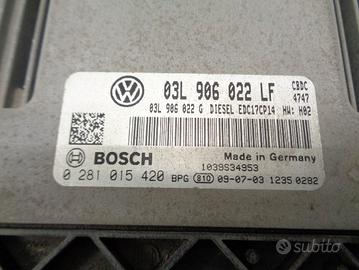 03L 906 022 LF CBDC
03L 906 022 G DIESEL EDC17CP14 HW: H02 4747
BOSCH
Made in Germany
1039S34953
0 281 015 420 BPG 810 09-07-03 1235 0282
subito